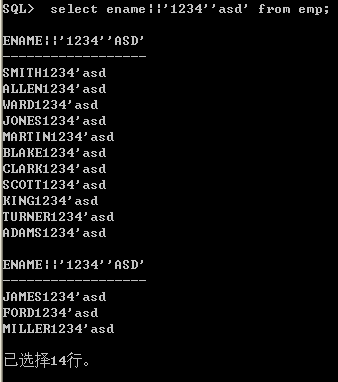 SQL>  select ename||'1234''asd' from emp;
ENAME||'1234''ASD'
------------------
SMITH1234'asd
ALLEN1234'asd
WARD1234'asd
JONES1234'asd
MARTIN1234'asd
BLAKE1234'asd
CLARK1234'asd
SCOTT1234'asd
KING1234'asd
TURNER1234'asd
ADAMS1234'asd
ENAME||'1234''ASD'
------------------
JAMES1234'asd
FORD1234'asd
MILLER1234'asd
已选择14行。